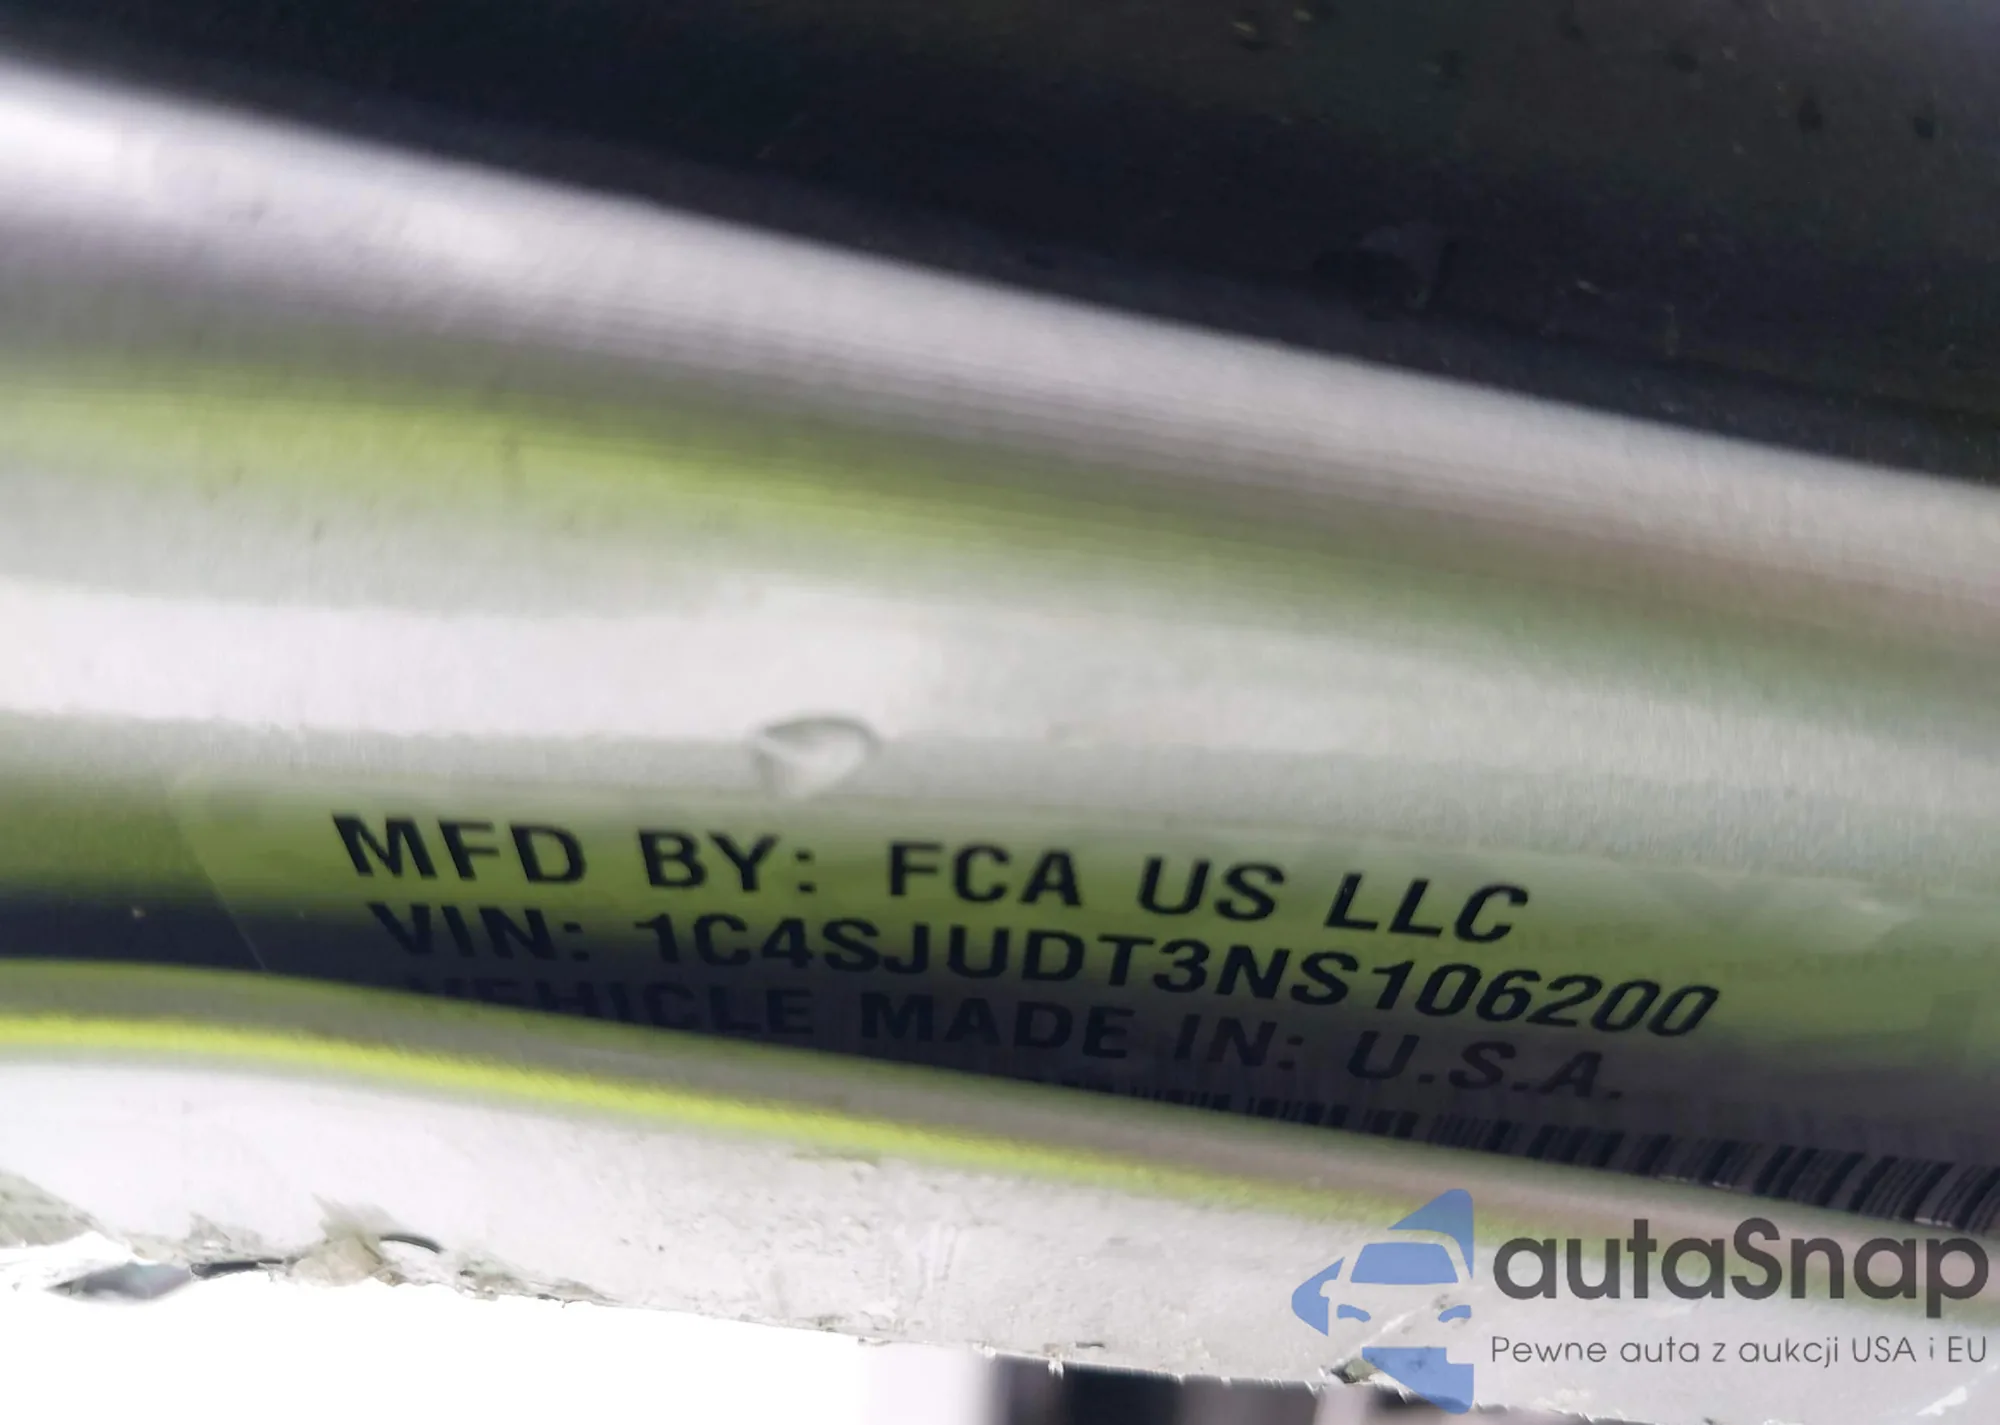 MFD BY: FCA US LLC
VIN: 1C4SJUDT3NS106200
VEHICLE MADE IN: U.S.A.
autaSnap
Pewne auta z aukcji USA i EU